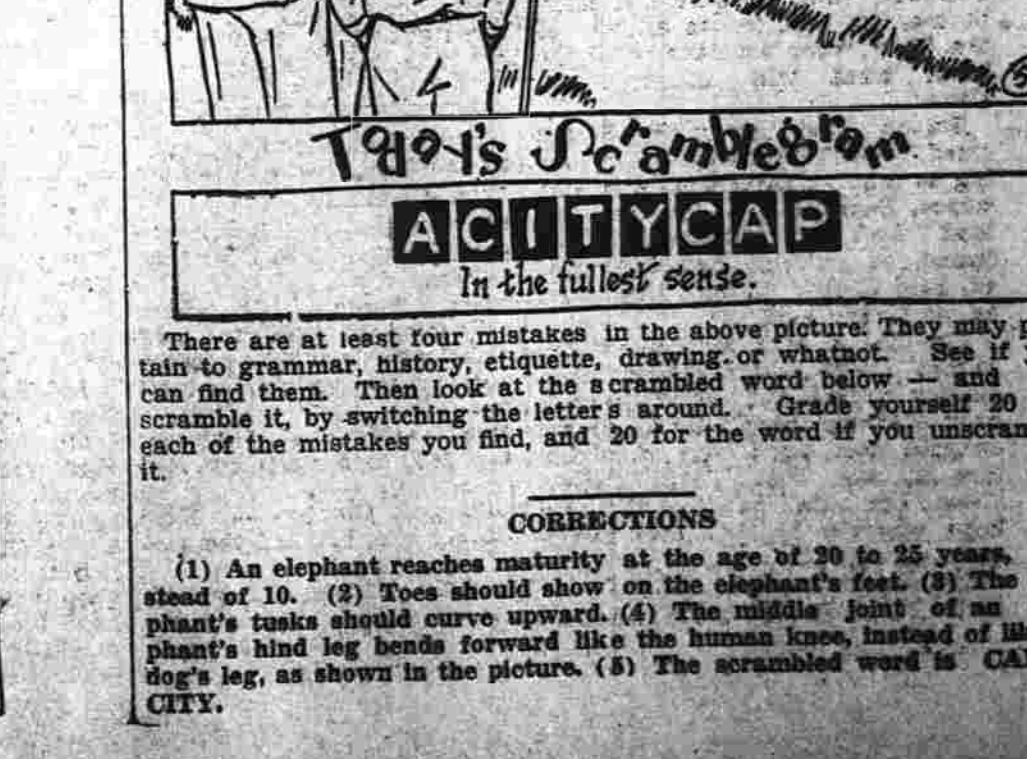 Today's Scramblegram
ACITYCAP
In the fullest sense.
There are at least four mistakes in the above picture. They may
tain to grammar, history, etiquette, drawing or whatnot. See if
can find them. Then look at the scrambled word below — and
scramble it, by switching the letters around. Grade yourself 20
each of the mistakes you find, and 20 for the word if you unscram
it.
CORRECTIONS
(1) An elephant reaches maturity at the age of 20 to 25 years,
stead of 10. (2) Toes should show on the elephant's feet. (3) The
phant's tusks should curve upward. (4) The middle joint of an
phant's hind leg bends forward like the human knee, instead of
dog's leg, as shown in the picture. (5) The scrambled word is CA
CITY.